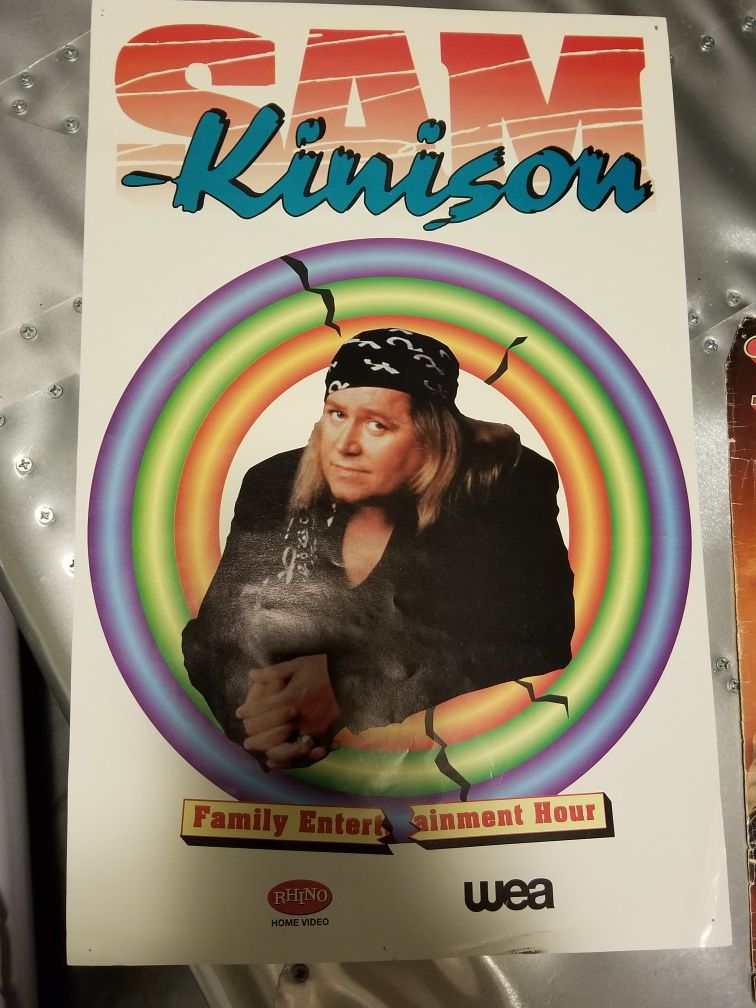 SAM
Kinison
Family Entertainment Hour
RHINO
HOME VIDEO
wea